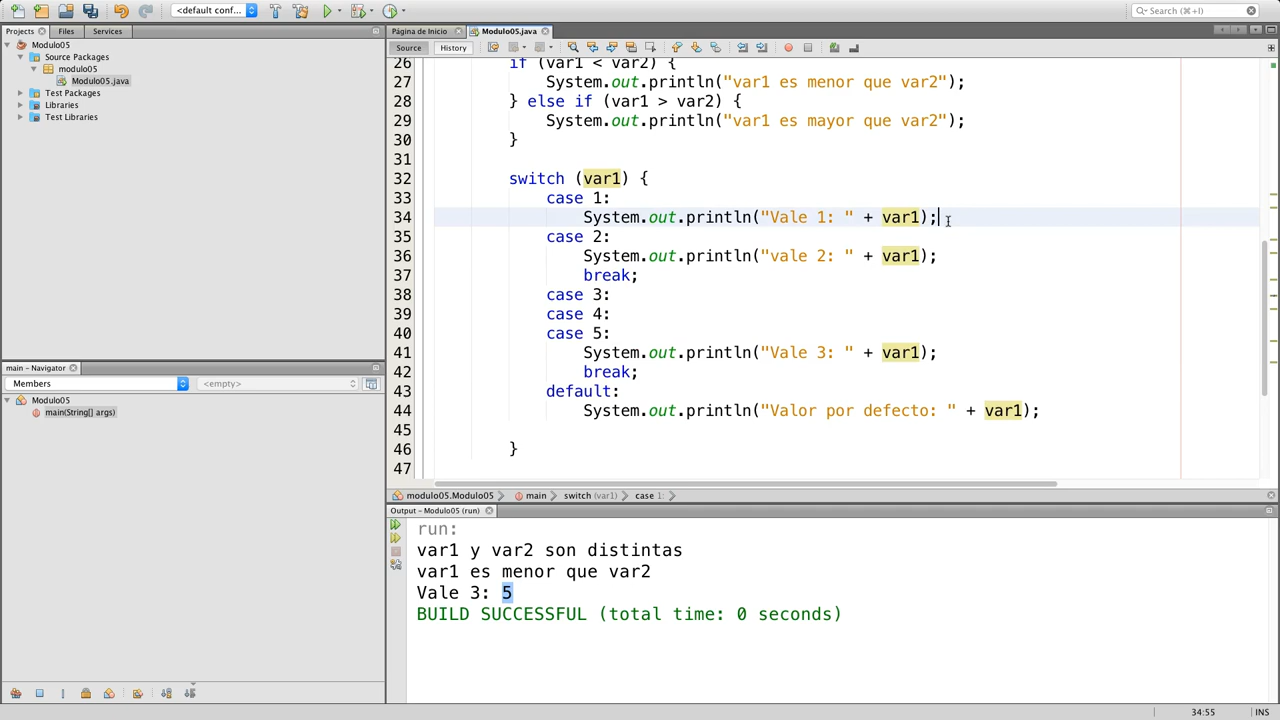 <default conf...
Search (⌘+I)
Projects
Files
Services
Modulo05
Source Packages
modulo05
Modulo05.java
Test Packages
Libraries
Test Libraries
main - Navigator
Members
<empty>
Modulo05
main(String[] args)
Página de Inicio
Modulo05.java
Source
History
26 if (var1 < var2) {
27 System.out.println("var1 es menor que var2");
28 } else if (var1 > var2) {
29 System.out.println("var1 es mayor que var2");
30 }
31
32 switch (var1) {
33 case 1:
34 System.out.println("Vale 1: " + var1);
35 case 2:
36 System.out.println("vale 2: " + var1);
37 break;
38 case 3:
39 case 4:
40 case 5:
41 System.out.println("Vale 3: " + var1);
42 break;
43 default:
44 System.out.println("Valor por defecto: " + var1);
45
46 }
47
modulo05.Modulo05 main switch (var1) case 1:
Output - Modulo05 (run)
run:
var1 y var2 son distintas
var1 es menor que var2
Vale 3: 5
BUILD SUCCESSFUL (total time: 0 seconds)
34:55 INS